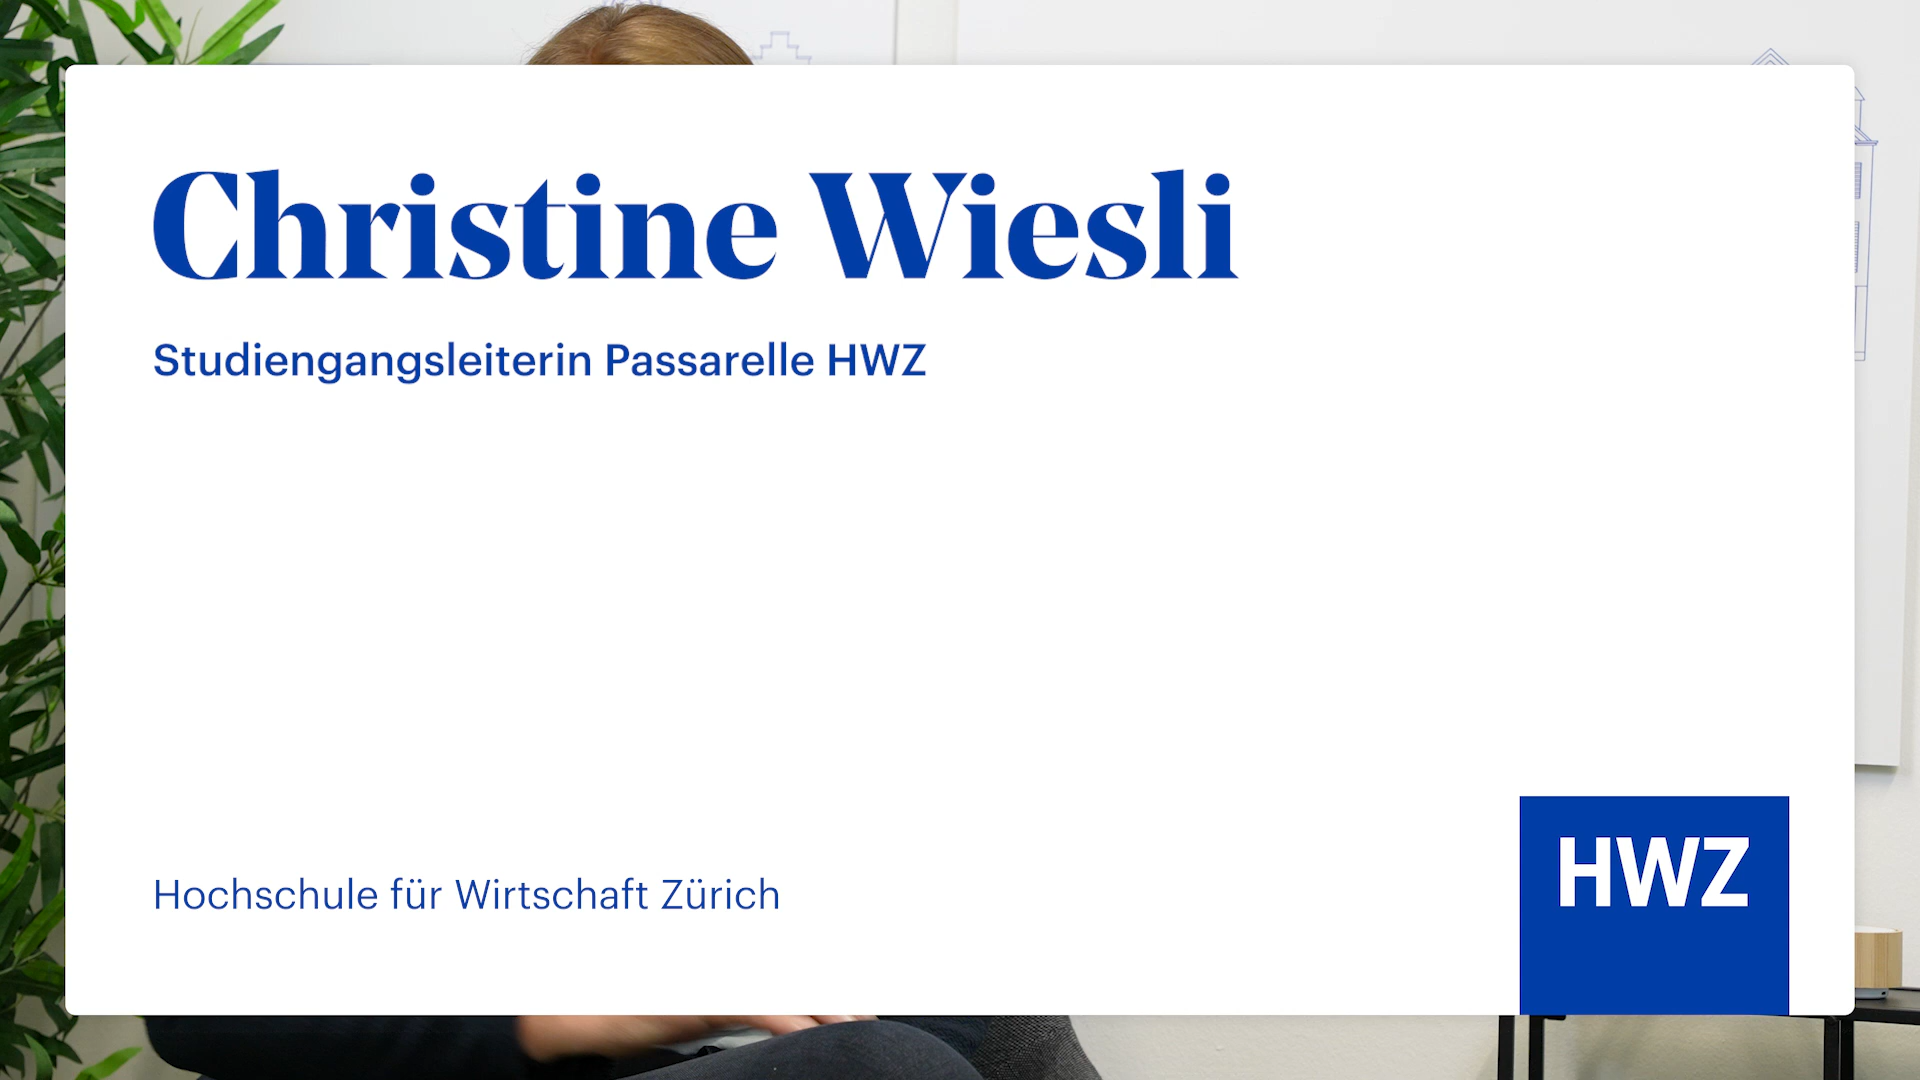 Christine Wiesli
Studiengangsleiterin Passarelle HWZ
Hochschule für Wirtschaft Zürich
HWZ